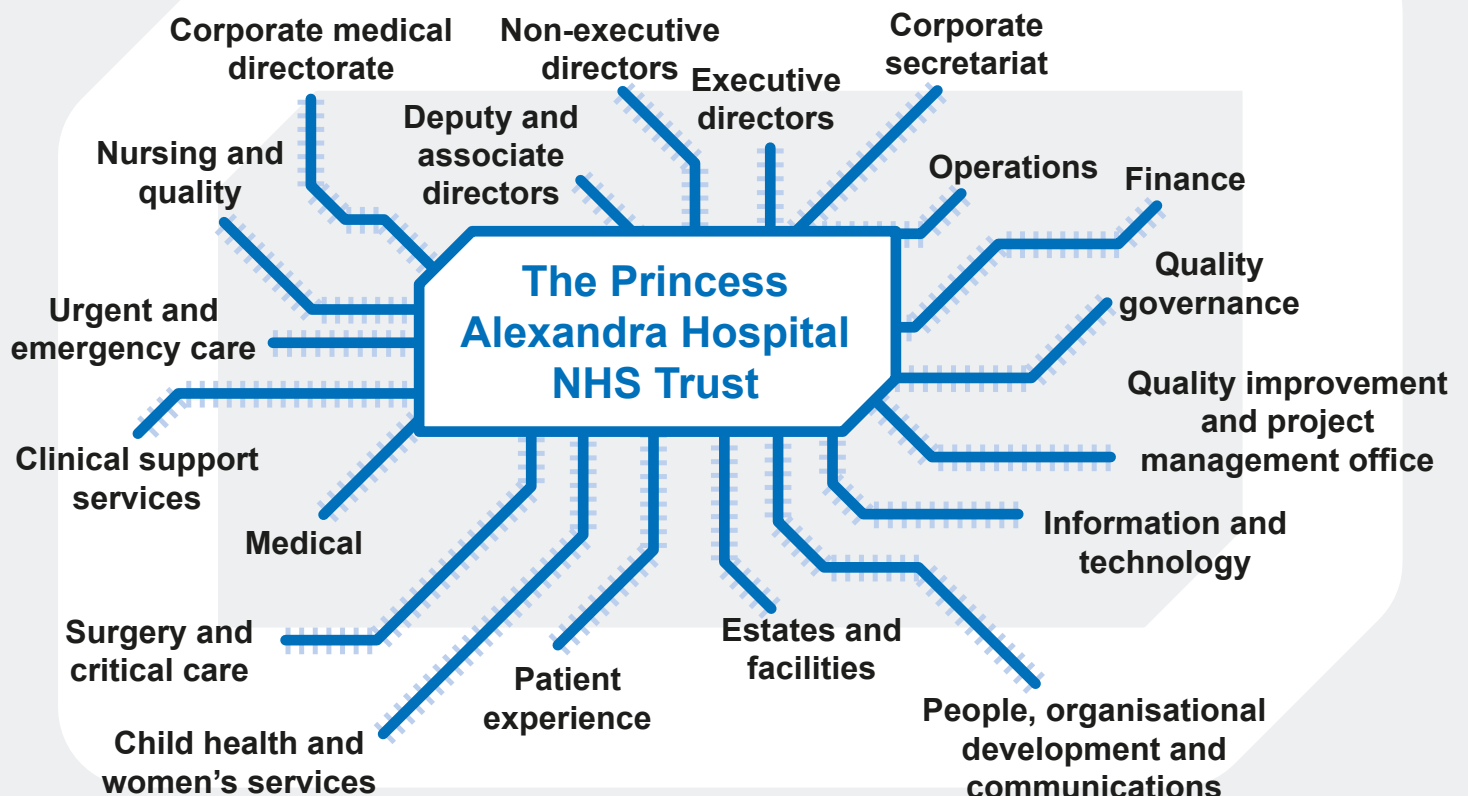 Corporate medical
directorate
Non-executive
directors
Executive
directors
Corporate
secretariat
Deputy and
associate
directors
Nursing and
quality
Operations
Finance
Quality
governance
Urgent and
emergency care
The Princess
Alexandra Hospital
NHS Trust
Quality improvement
and project
management office
Clinical support
services
Medical
Information and
technology
Surgery and
critical care
Estates and
facilities
Patient
experience
Child health and
women’s services
People, organisational
development and
communications